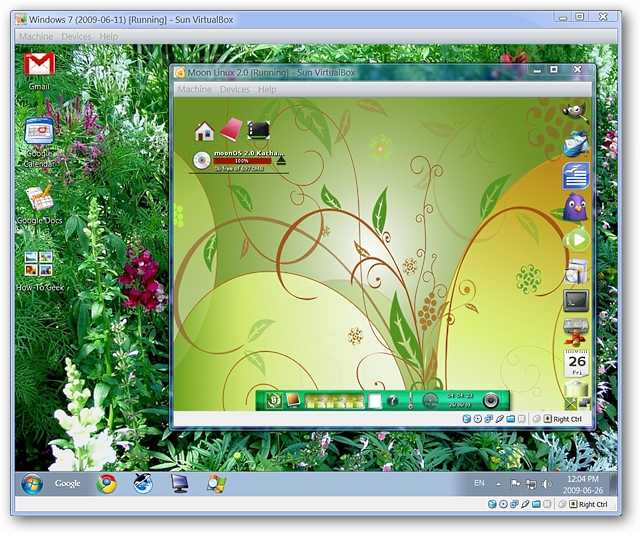 Windows 7 (2009-06-11) [Running] - Sun VirtualBox
Machine Devices Help
Gmail
Google
Calendar
Google Docs
How-To Geek
Moon Linux 2.0 [Running] - Sun VirtualBox
Machine Devices Help
moonOS 2.0 Katha...
100%
26
Fri
Right Ctrl
Google
EN
12:04 PM
2009-06-26
Right Ctrl